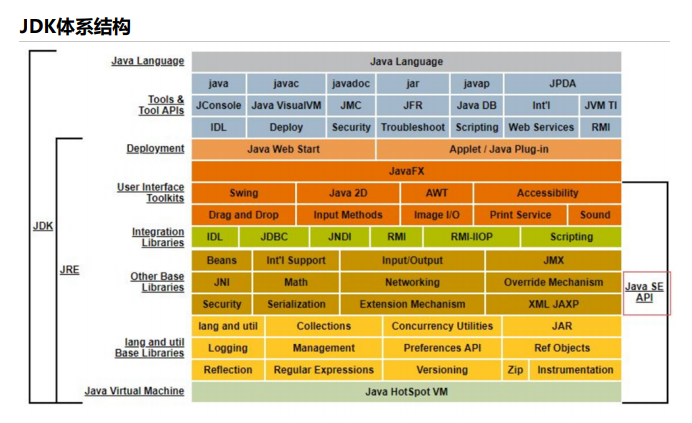 JDK体系结构
Java Language Java Language
java javac javadoc jar javap JPDA
Tools & Tool APIs
JConsole Java VisualVM JMC JFR Java DB Int'l JVM TI
IDL Deploy Security Troubleshoot Scripting Web Services RMI
Deployment Java Web Start Applet / Java Plug-in
JavaFX
User Interface Toolkits
Swing Java 2D AWT Accessibility
Drag and Drop Input Methods Image I/O Print Service Sound
Integration Libraries
IDL JDBC JNDI RMI RMI-IIOP Scripting
JDK
JRE
Beans Int'l Support Input/Output JMX
Other Base Libraries
JNI Math Networking Override Mechanism
Java SE API
Security Serialization Extension Mechanism XML JAXP
lang and util Collections Concurrency Utilities JAR
lang and util Base Libraries
Logging Management Preferences API Ref Objects
Reflection Regular Expressions Versioning Zip Instrumentation
Java Virtual Machine Java HotSpot VM